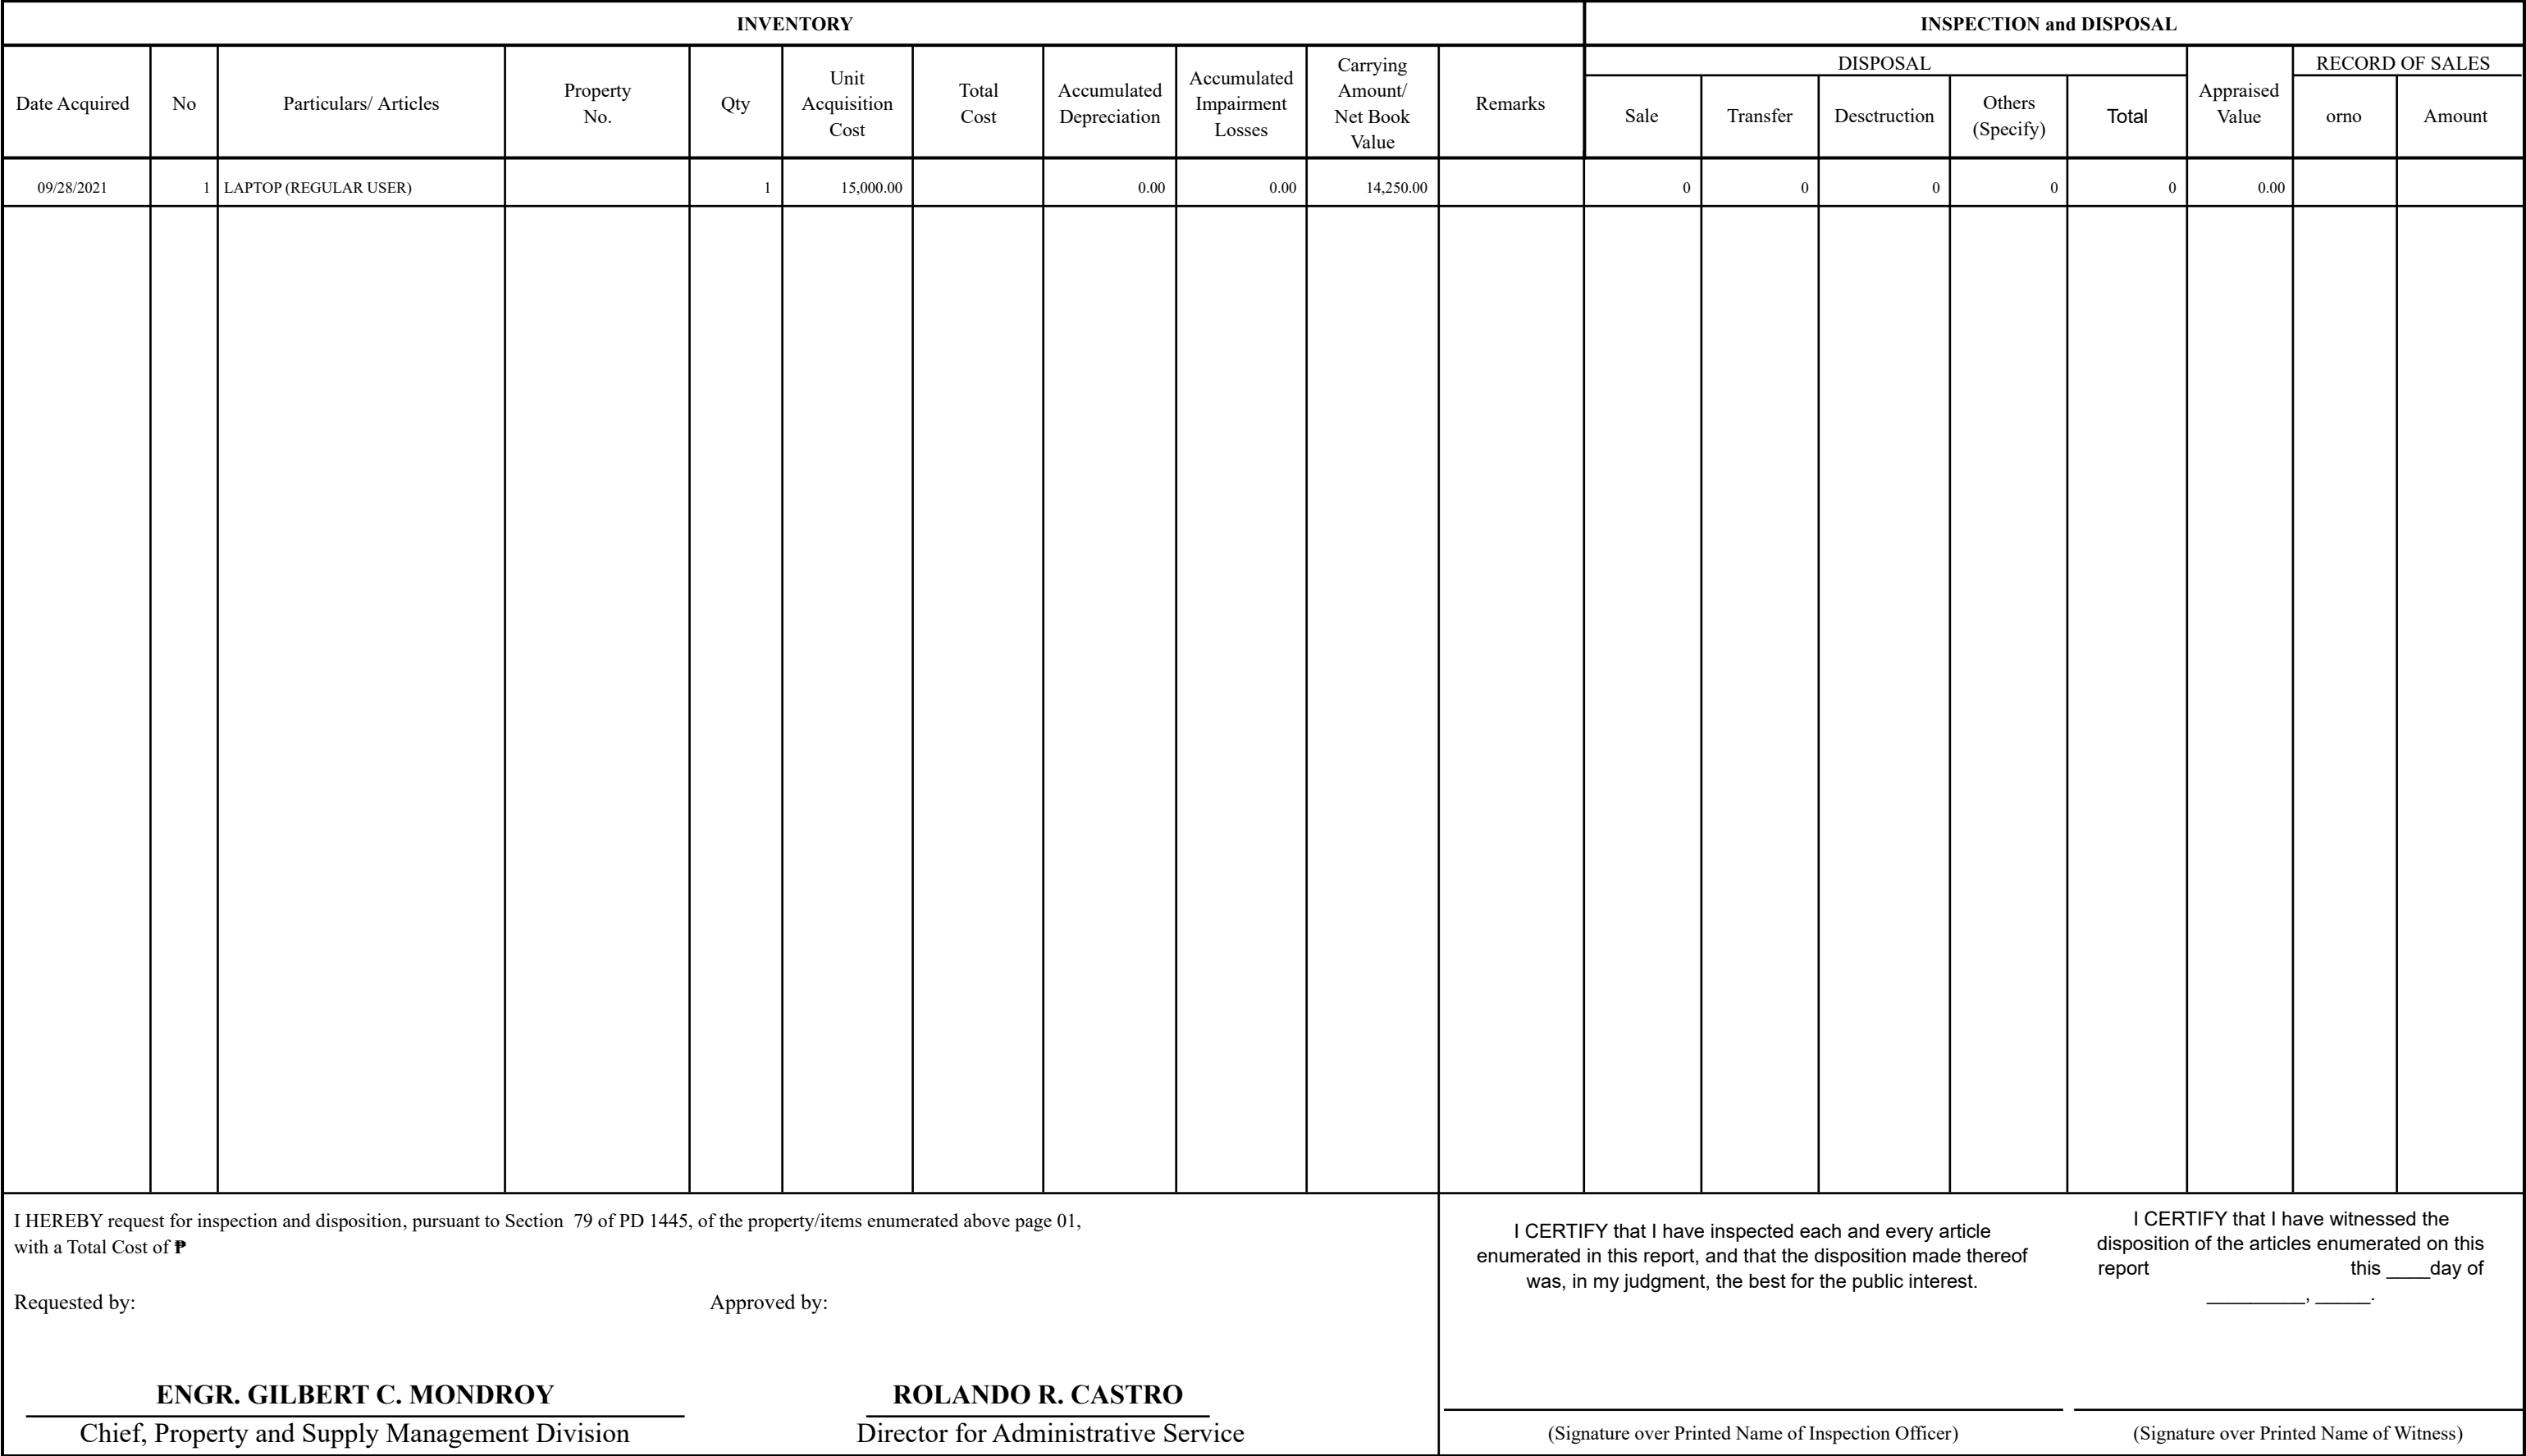 INVENTORY
INSPECTION and DISPOSAL
Date Acquired
No
Particulars/ Articles
Property
No.
Qty
Unit
Acquisition
Cost
Total
Cost
Accumulated
Depreciation
Accumulated
Impairment
Losses
Carrying
Amount/
Net Book
Value
Remarks
DISPOSAL
Sale
Transfer
Desctruction
Others
(Specify)
Total
Appraised
Value
RECORD OF SALES
orno
Amount
09/28/2021 1 LAPTOP (REGULAR USER) 1 15,000.00 0.00 0.00 14,250.00 0 0 0 0 0 0.00
I HEREBY request for inspection and disposition, pursuant to Section 79 of PD 1445, of the property/items enumerated above page 01,
with a Total Cost of ₱
Requested by:
Approved by:
ENGR. GILBERT C. MONDROY
Chief, Property and Supply Management Division
ROLANDO R. CASTRO
Director for Administrative Service
I CERTIFY that I have inspected each and every article
enumerated in this report, and that the disposition made thereof
was, in my judgment, the best for the public interest.
(Signature over Printed Name of Inspection Officer)
I CERTIFY that I have witnessed the
disposition of the articles enumerated on this
report this ____day of
_________, _____.
(Signature over Printed Name of Witness)